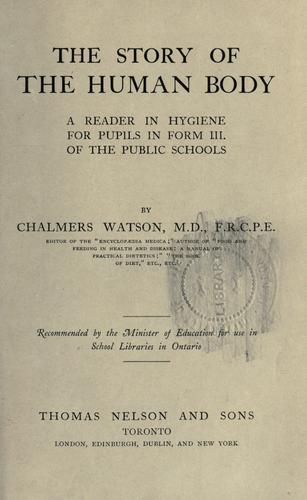 THE STORY OF
THE HUMAN BODY
A READER IN HYGIENE
FOR PUPILS IN FORM III.
OF THE PUBLIC SCHOOLS
BY
CHALMERS WATSON, M.D., F.R.C.P.E.
EDITOR OF THE "ENCYCLOPÆDIA MEDICA;" AUTHOR OF "FOOD AND
FEEDING IN HEALTH AND DISEASE: A MANUAL OF
PRACTICAL DIETETICS;" "THE BOOK
OF DIET," ETC., ETC.
LIBRARY
Recommended by the Minister of Education for use in
School Libraries in Ontario
THOMAS NELSON AND SONS
TORONTO
LONDON, EDINBURGH, DUBLIN, AND NEW YORK